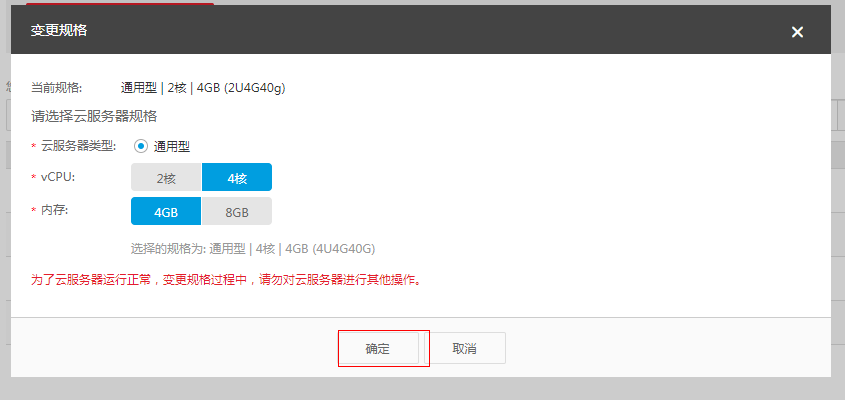 变更规格
当前规格: 通用型 | 2核 | 4GB (2U4G40g)
请选择云服务器规格
* 云服务器类型: 通用型
* vCPU: 2核 4核
* 内存: 4GB 8GB
选择的规格为: 通用型 | 4核 | 4GB (4U4G40G)
为了云服务器运行正常，变更规格过程中，请勿对云服务器进行其他操作。
确定 取消